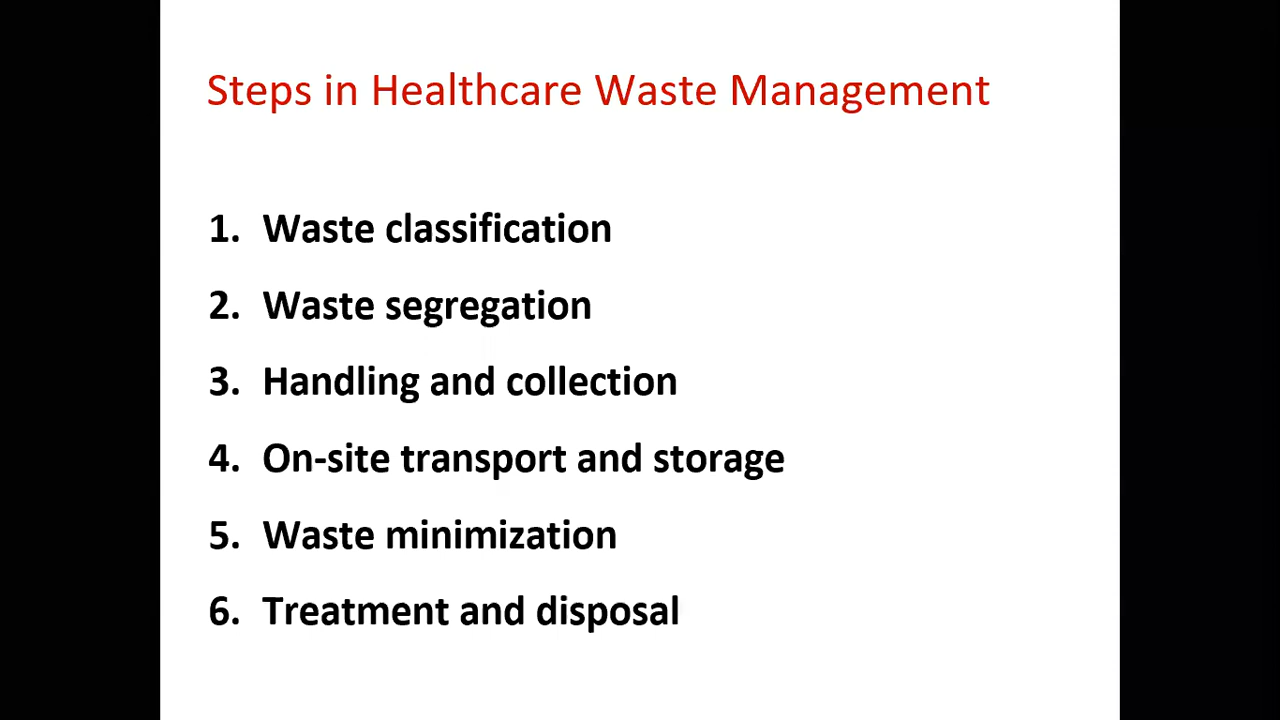 Steps in Healthcare Waste Management
1. Waste classification
2. Waste segregation
3. Handling and collection
4. On-site transport and storage
5. Waste minimization
6. Treatment and disposal